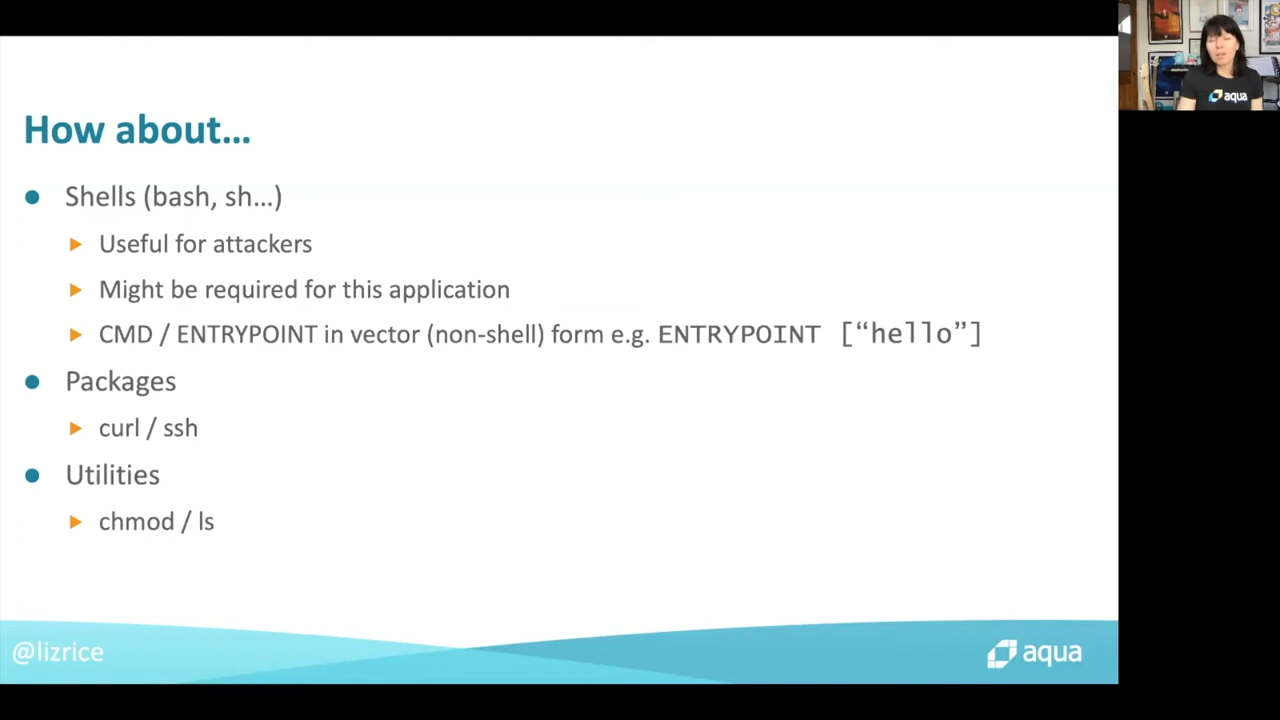 How about...
Shells (bash, sh...)
Useful for attackers
Might be required for this application
CMD / ENTRYPOINT in vector (non-shell) form e.g. ENTRYPOINT [“hello”]
Packages
curl / ssh
Utilities
chmod / ls
@lizrice
aqua
aqua